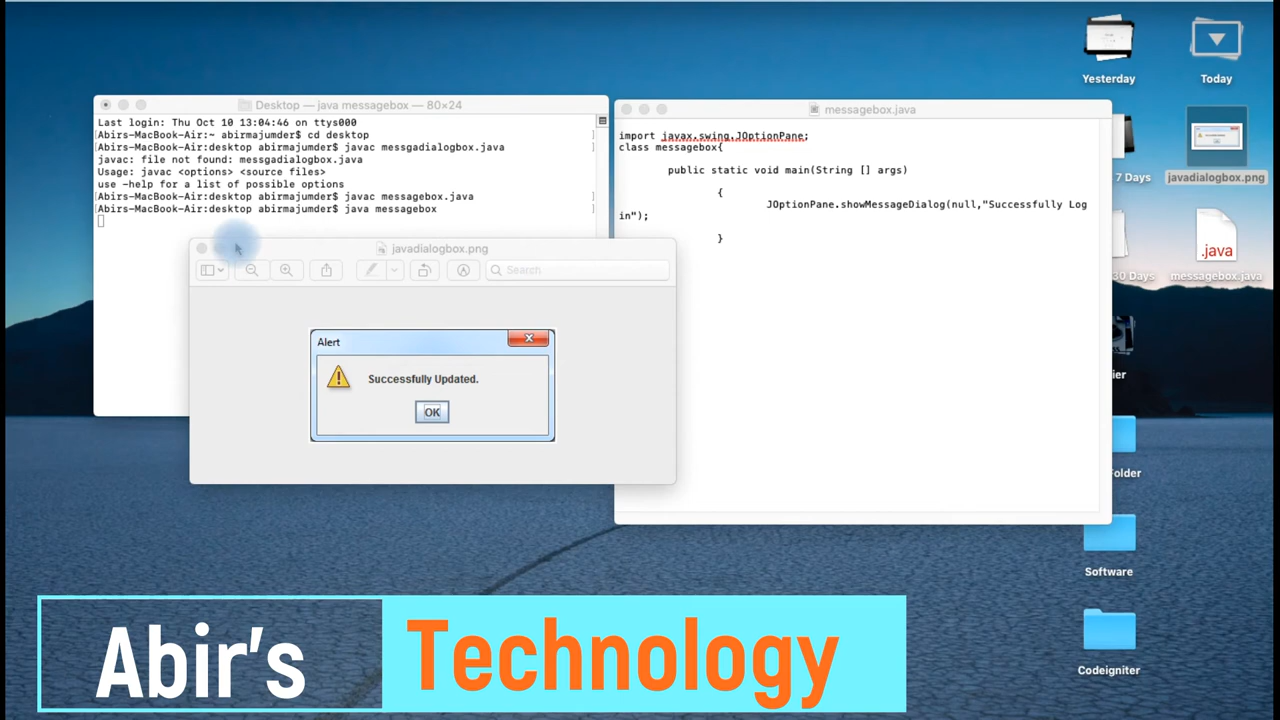 Yesterday
Today
Desktop — java messagebox — 80×24
Last login: Thu Oct 10 13:04:46 on ttys000
[Abirs-MacBook-Air:~ abirmajumder$ cd desktop ]
[Abirs-MacBook-Air:desktop abirmajumder$ javac messgadialogbox.java ]
javac: file not found: messgadialogbox.java
Usage: javac <options> <source files>
use -help for a list of possible options
[Abirs-MacBook-Air:desktop abirmajumder$ javac messagebox.java ]
[Abirs-MacBook-Air:desktop abirmajumder$ java messagebox ]
messagebox.java
import javax.swing.JOptionPane;
class messagebox{
public static void main(String [] args)
{
JOptionPane.showMessageDialog(null,"Successfully Log
in");
}
7 Days
javadialogbox.png
.java
30 Days
messagebox.java
javadialogbox.png
Search
Alert
Successfully Updated.
OK
ier
Folder
Software
Codeigniter
Abir's
Technology